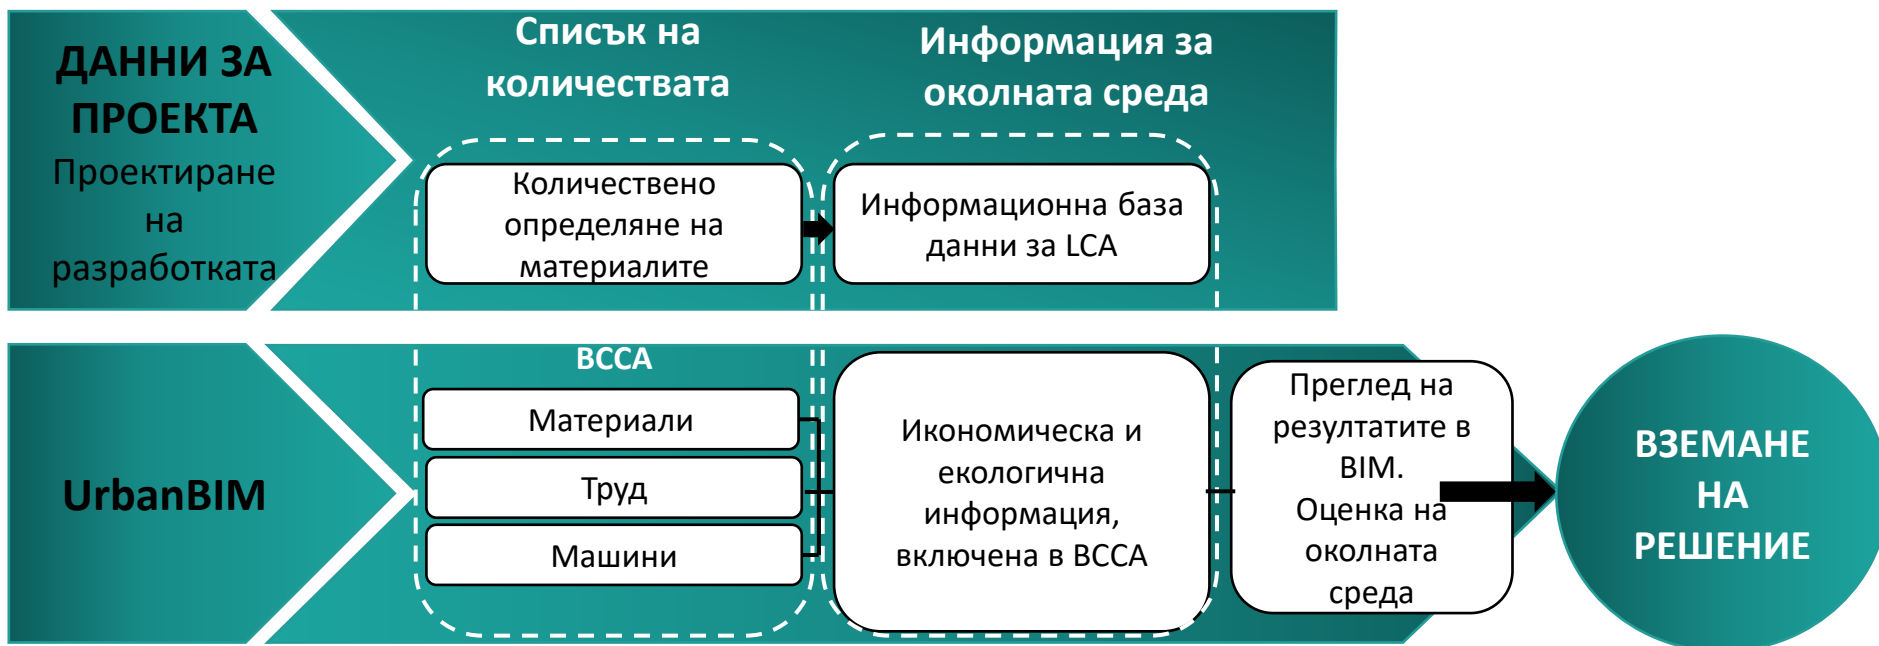 ДАННИ ЗА
ПРОЕКТА
Проектиране
на
разработката
Списък на
количествата
Информация за
околната среда
Количествено
определяне на
материалите
Информационна база
данни за LCA
UrbanBIM
BCCA
Материали
Труд
Машини
Икономическа и
екологична
информация,
включена в BCCA
Преглед на
резултатите в
BIM.
Оценка на
околната
среда
ВЗЕМАНЕ
НА
РЕШЕНИЕ